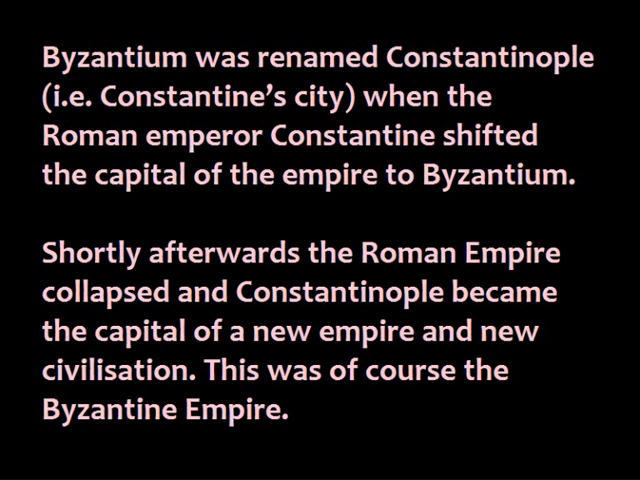 Byzantium was renamed Constantinople
(i.e. Constantine’s city) when the
Roman emperor Constantine shifted
the capital of the empire to Byzantium.
Shortly afterwards the Roman Empire
collapsed and Constantinople became
the capital of a new empire and new
civilisation. This was of course the
Byzantine Empire.